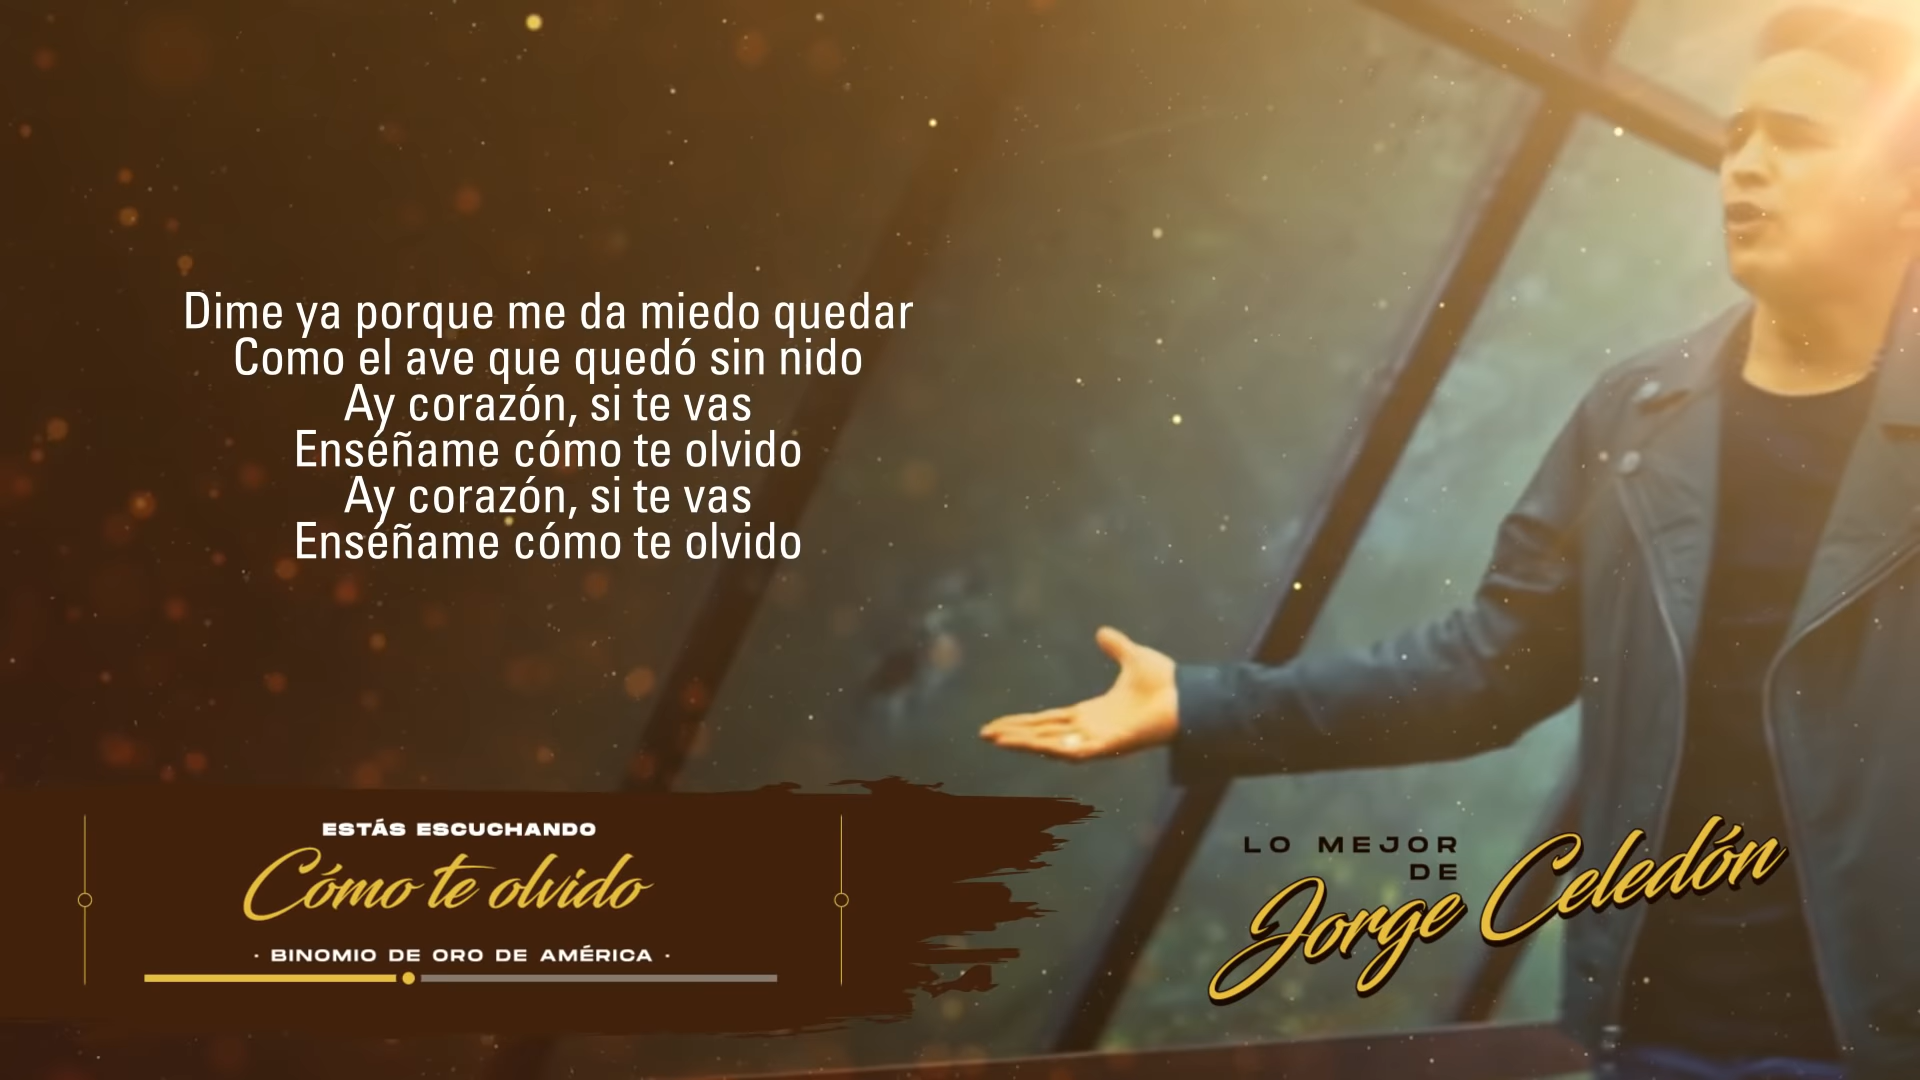 Dime ya porque me da miedo quedar
Como el ave que quedó sin nido
Ay corazón, si te vas
Enséñame cómo te olvido
Ay corazón, si te vas
Enséñame cómo te olvido
ESTÁS ESCUCHANDO
Cómo te olvido
· BINOMIO DE ORO DE AMÉRICA ·
LO MEJOR
DE
Jorge Celedón